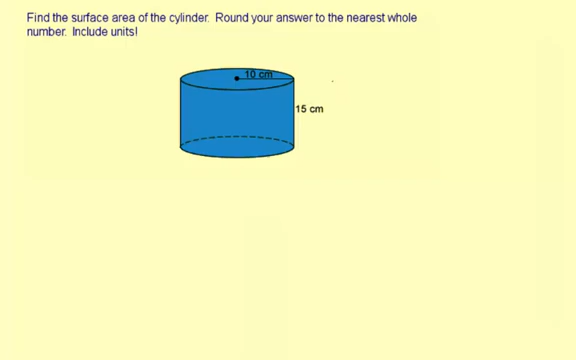 Find the surface area of the cylinder. Round your answer to the nearest whole
number. Include units!
10 cm
15 cm